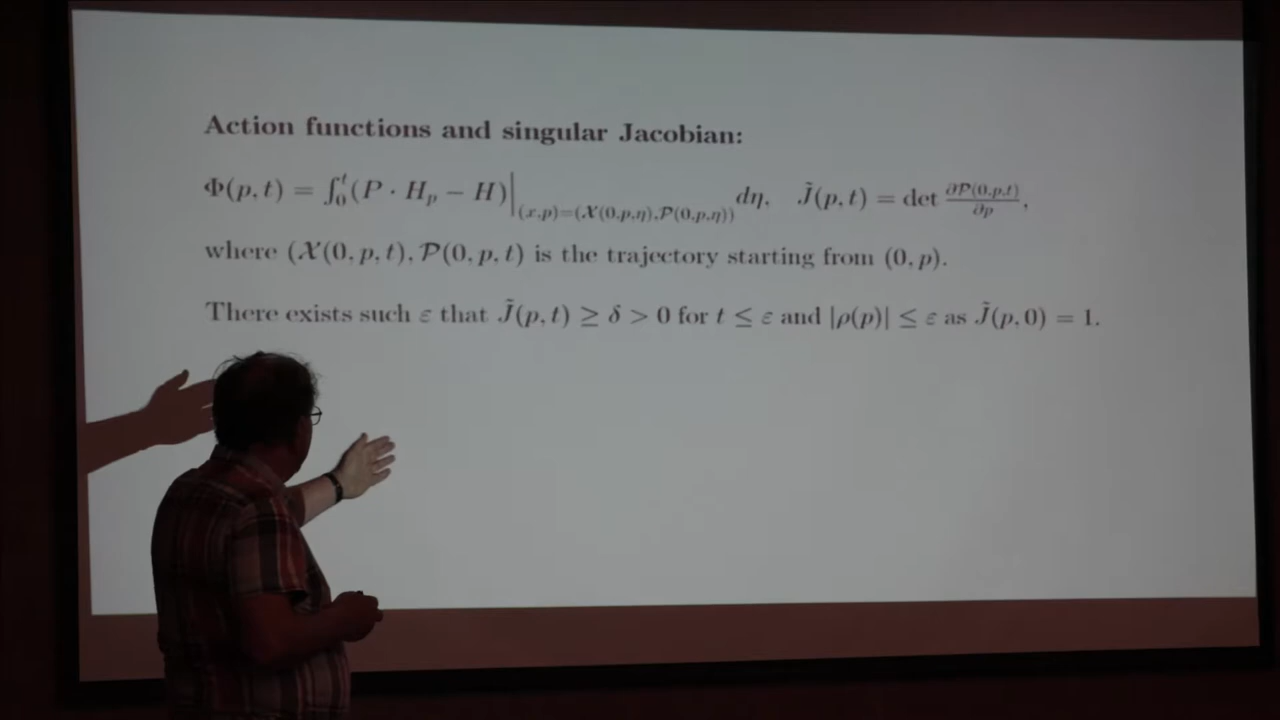 Action functions and singular Jacobian:
Φ(p, t) = ∫₀ᵗ(P · Hₚ − H)|₍ₓ.ₚ₎₌₍𝒳(0.p.η).𝒫(0.p.η)₎ dη, J̃(p, t) = det ∂𝒫(0.p.t)/∂p,
where (𝒳(0, p, t), 𝒫(0, p, t) is the trajectory starting from (0, p).
There exists such ε that J̃(p, t) ≥ δ > 0 for t ≤ ε and |ρ(p)| ≤ ε as J̃(p, 0) = 1.